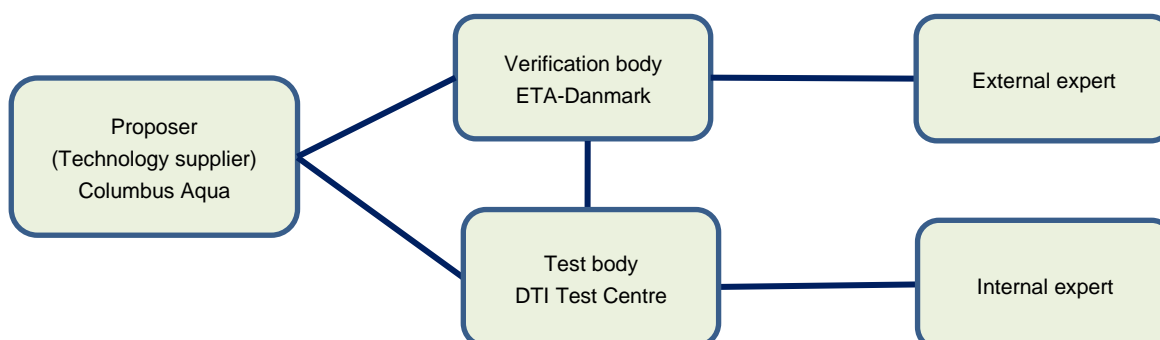 Proposer
(Technology supplier)
Columbus Aqua
Verification body
ETA-Danmark
External expert
Test body
DTI Test Centre
Internal expert